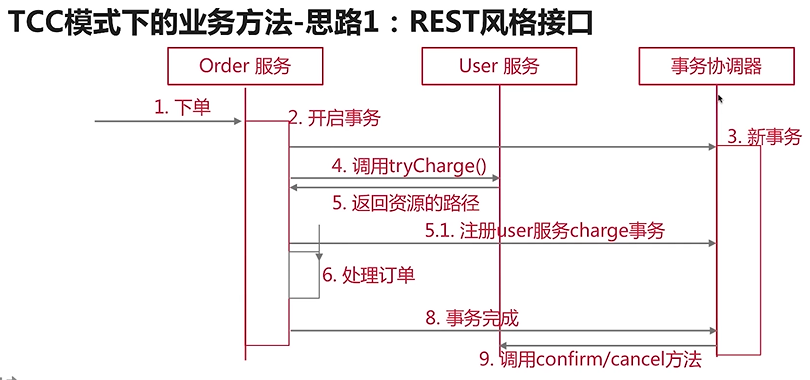 TCC模式下的业务方法-思路1：REST风格接口
Order 服务
User 服务
事务协调器
1. 下单
2. 开启事务
3. 新事务
4. 调用tryCharge()
5. 返回资源的路径
5.1. 注册user服务charge事务
6. 处理订单
8. 事务完成
9. 调用confirm/cancel方法